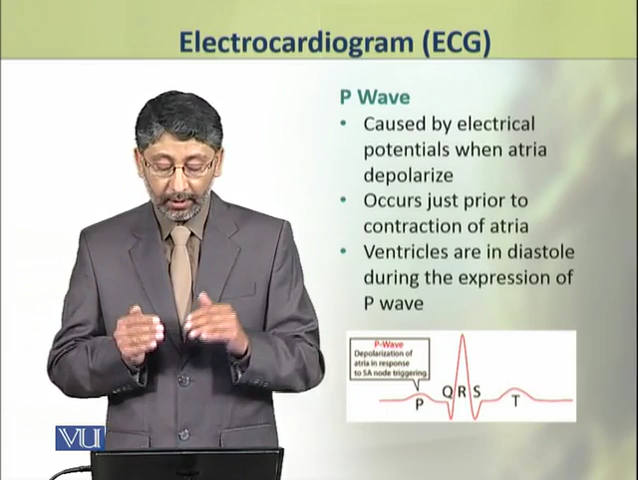 Electrocardiogram (ECG)
P Wave
• Caused by electrical
potentials when atria
depolarize
• Occurs just prior to
contraction of atria
• Ventricles are in diastole
during the expression of
P wave
P-Wave
Depolarization of
atria in response
to SA node triggering
P
Q R S
T
VU